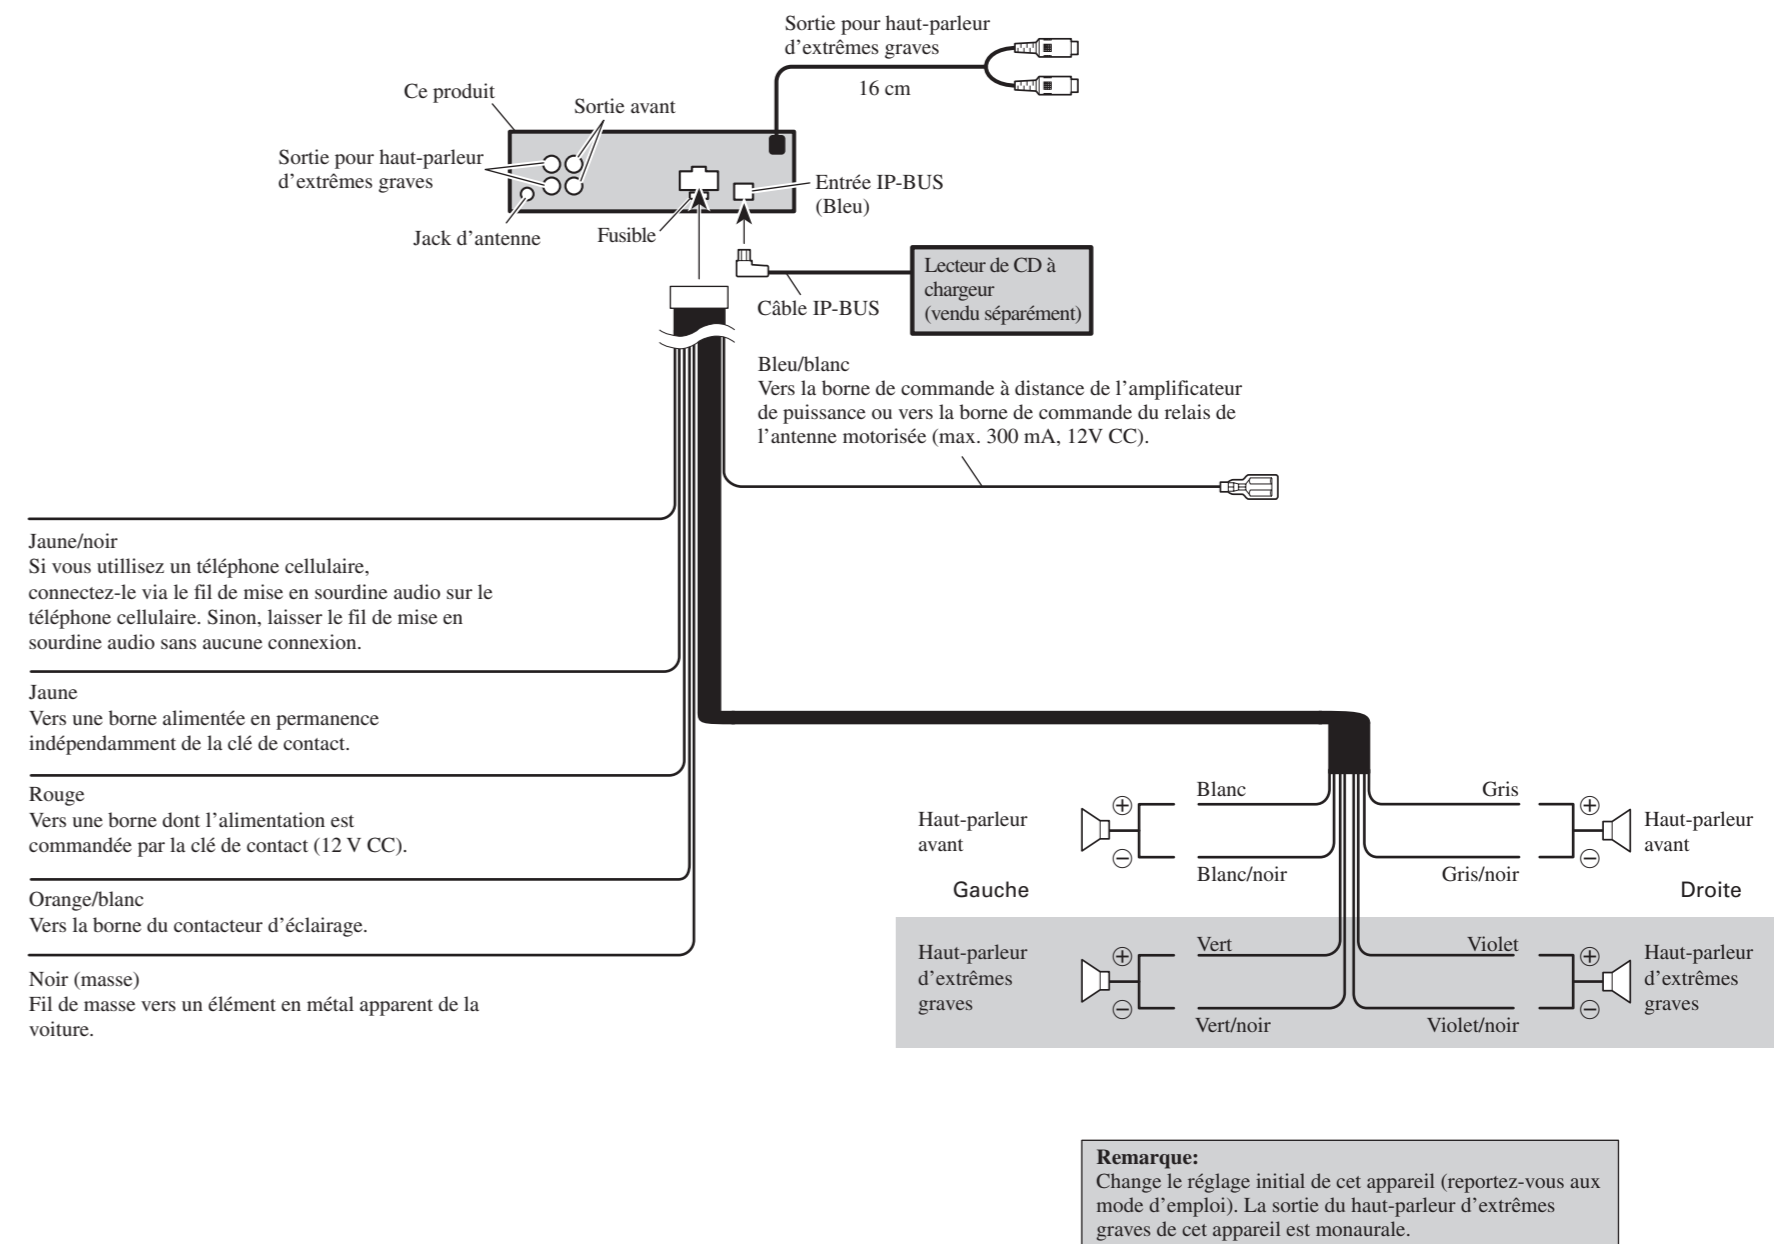 Sortie pour haut-parleur
d’extrêmes graves
16 cm
Ce produit
Sortie avant
Sortie pour haut-parleur
d’extrêmes graves
Entrée IP-BUS
(Bleu)
Jack d’antenne
Fusible
Câble IP-BUS
Lecteur de CD à
chargeur
(vendu séparément)
Bleu/blanc
Vers la borne de commande à distance de l’amplificateur
de puissance ou vers la borne de commande du relais de
l’antenne motorisée (max. 300 mA, 12V CC).
Jaune/noir
Si vous utillisez un téléphone cellulaire,
connectez-le via le fil de mise en sourdine audio sur le
téléphone cellulaire. Sinon, laisser le fil de mise en
sourdine audio sans aucune connexion.
Jaune
Vers une borne alimentée en permanence
indépendamment de la clé de contact.
Rouge
Vers une borne dont l’alimentation est
commandée par la clé de contact (12 V CC).
Orange/blanc
Vers la borne du contacteur d’éclairage.
Noir (masse)
Fil de masse vers un élément en métal apparent de la
voiture.
Haut-parleur
avant
+
−
Blanc
Blanc/noir
Gris
Gris/noir
+
−
Haut-parleur
avant
Gauche
Droite
Haut-parleur
d’extrêmes
graves
+
−
Vert
Vert/noir
Violet
Violet/noir
+
−
Haut-parleur
d’extrêmes
graves
Remarque:
Change le réglage initial de cet appareil (reportez-vous aux
mode d’emploi). La sortie du haut-parleur d’extrêmes
graves de cet appareil est monaurale.